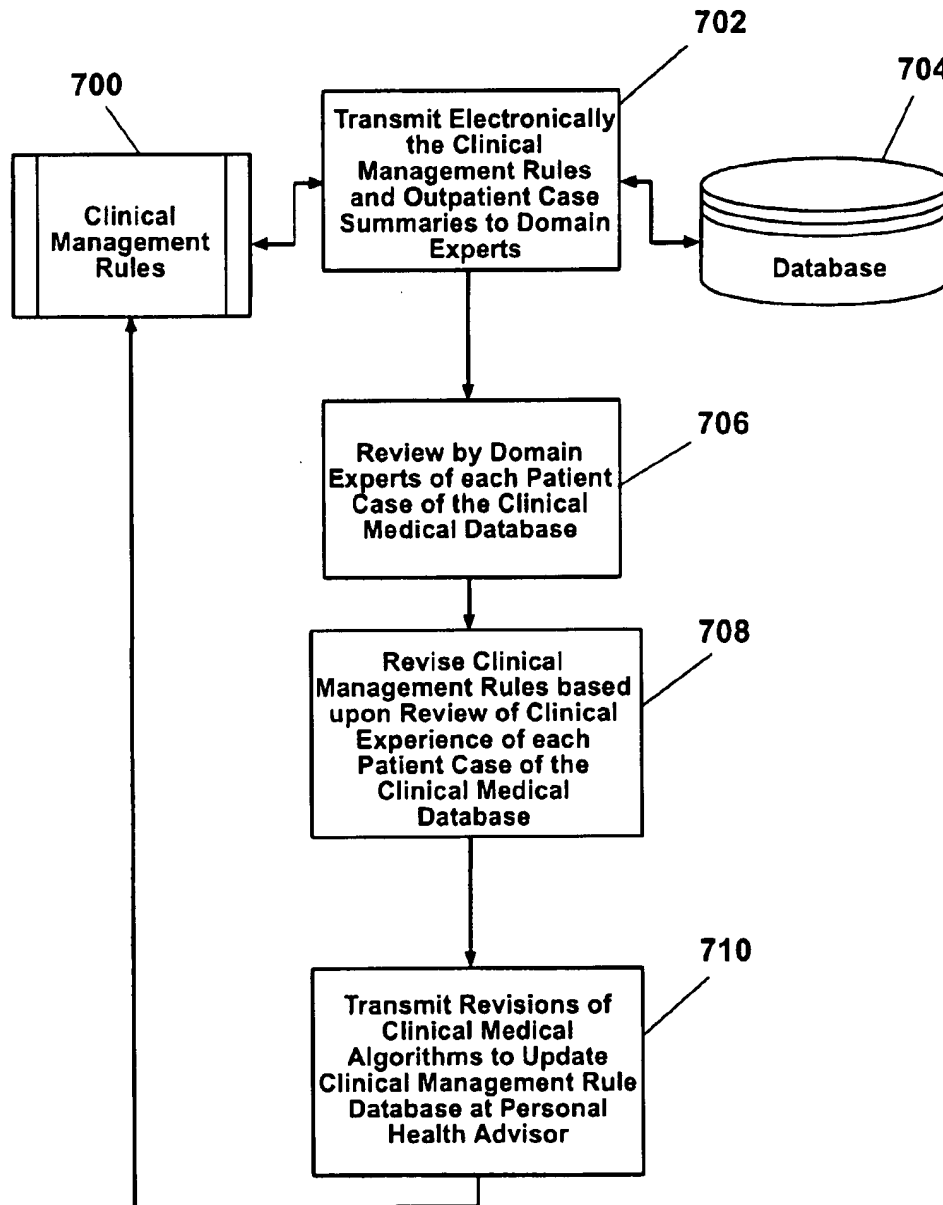 702
700
704
Transmit Electronically
the Clinical
Management Rules
and Outpatient Case
Summaries to Domain
Experts
Clinical
Management
Rules
Database
706
Review by Domain
Experts of each Patient
Case of the Clinical
Medical Database
708
Revise Clinical
Management Rules based
upon Review of Clinical
Experience of each
Patient Case of the
Clinical Medical
Database
710
Transmit Revisions of
Clinical Medical
Algorithms to Update
Clinical Management Rule
Database at Personal
Health Advisor